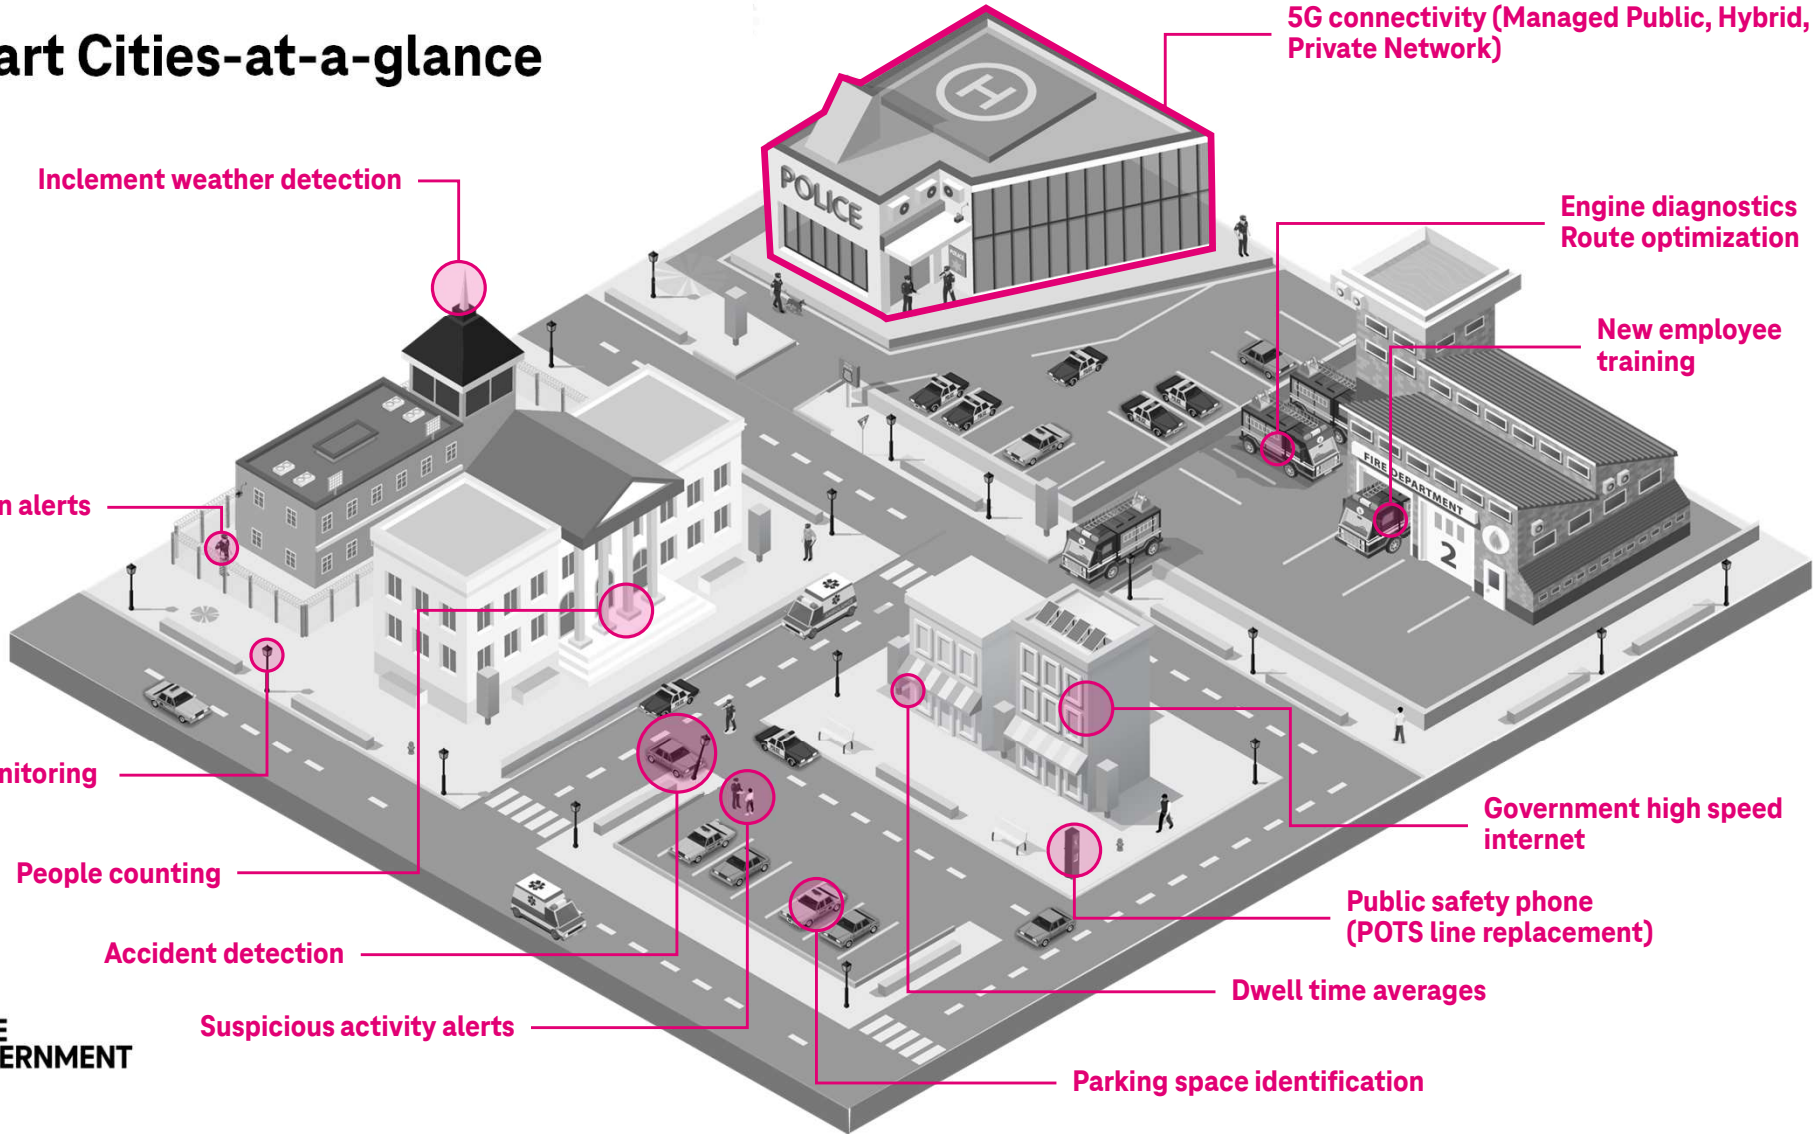 art Cities-at-a-glance
5G connectivity (Managed Public, Hybrid,
Private Network)
Inclement weather detection
POLICE
Engine diagnostics
Route optimization
New employee
training
FIRE DEPARTMENT
2
n alerts
nitoring
People counting
Accident detection
Suspicious activity alerts
Government high speed
internet
Public safety phone
(POTS line replacement)
Dwell time averages
Parking space identification
E
ERNMENT
H